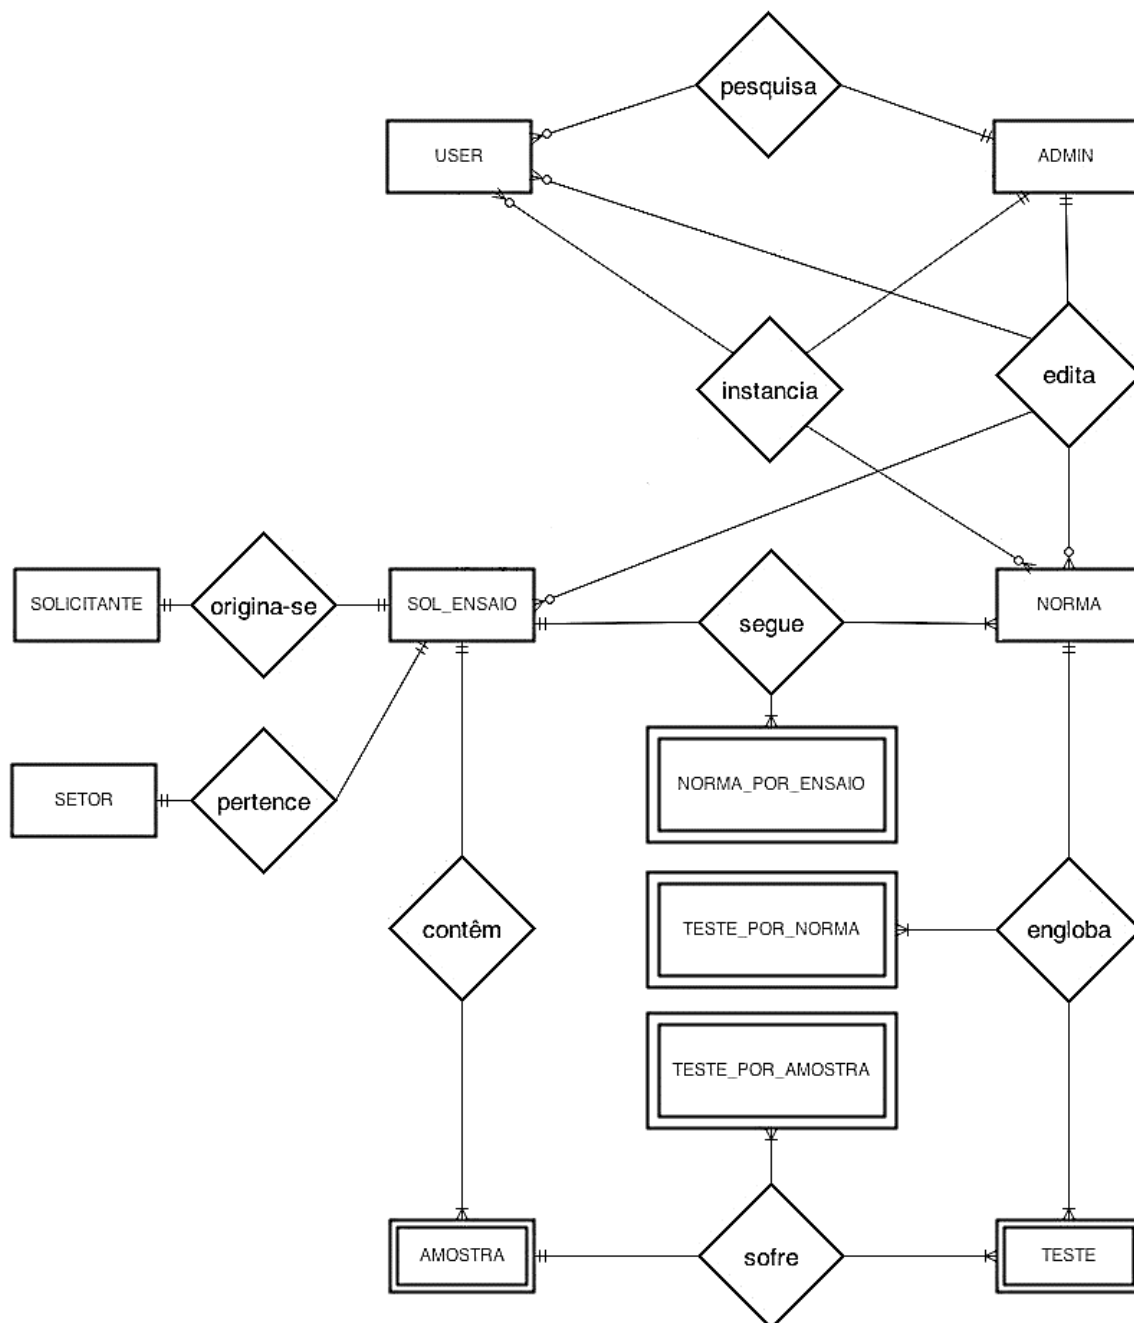 pesquisa
USER
ADMIN
instancia
edita
SOLICITANTE
origina-se
SOL_ENSAIO
segue
NORMA
SETOR
pertence
NORMA_POR_ENSAIO
contêm
TESTE_POR_NORMA
engloba
TESTE_POR_AMOSTRA
AMOSTRA
sofre
TESTE